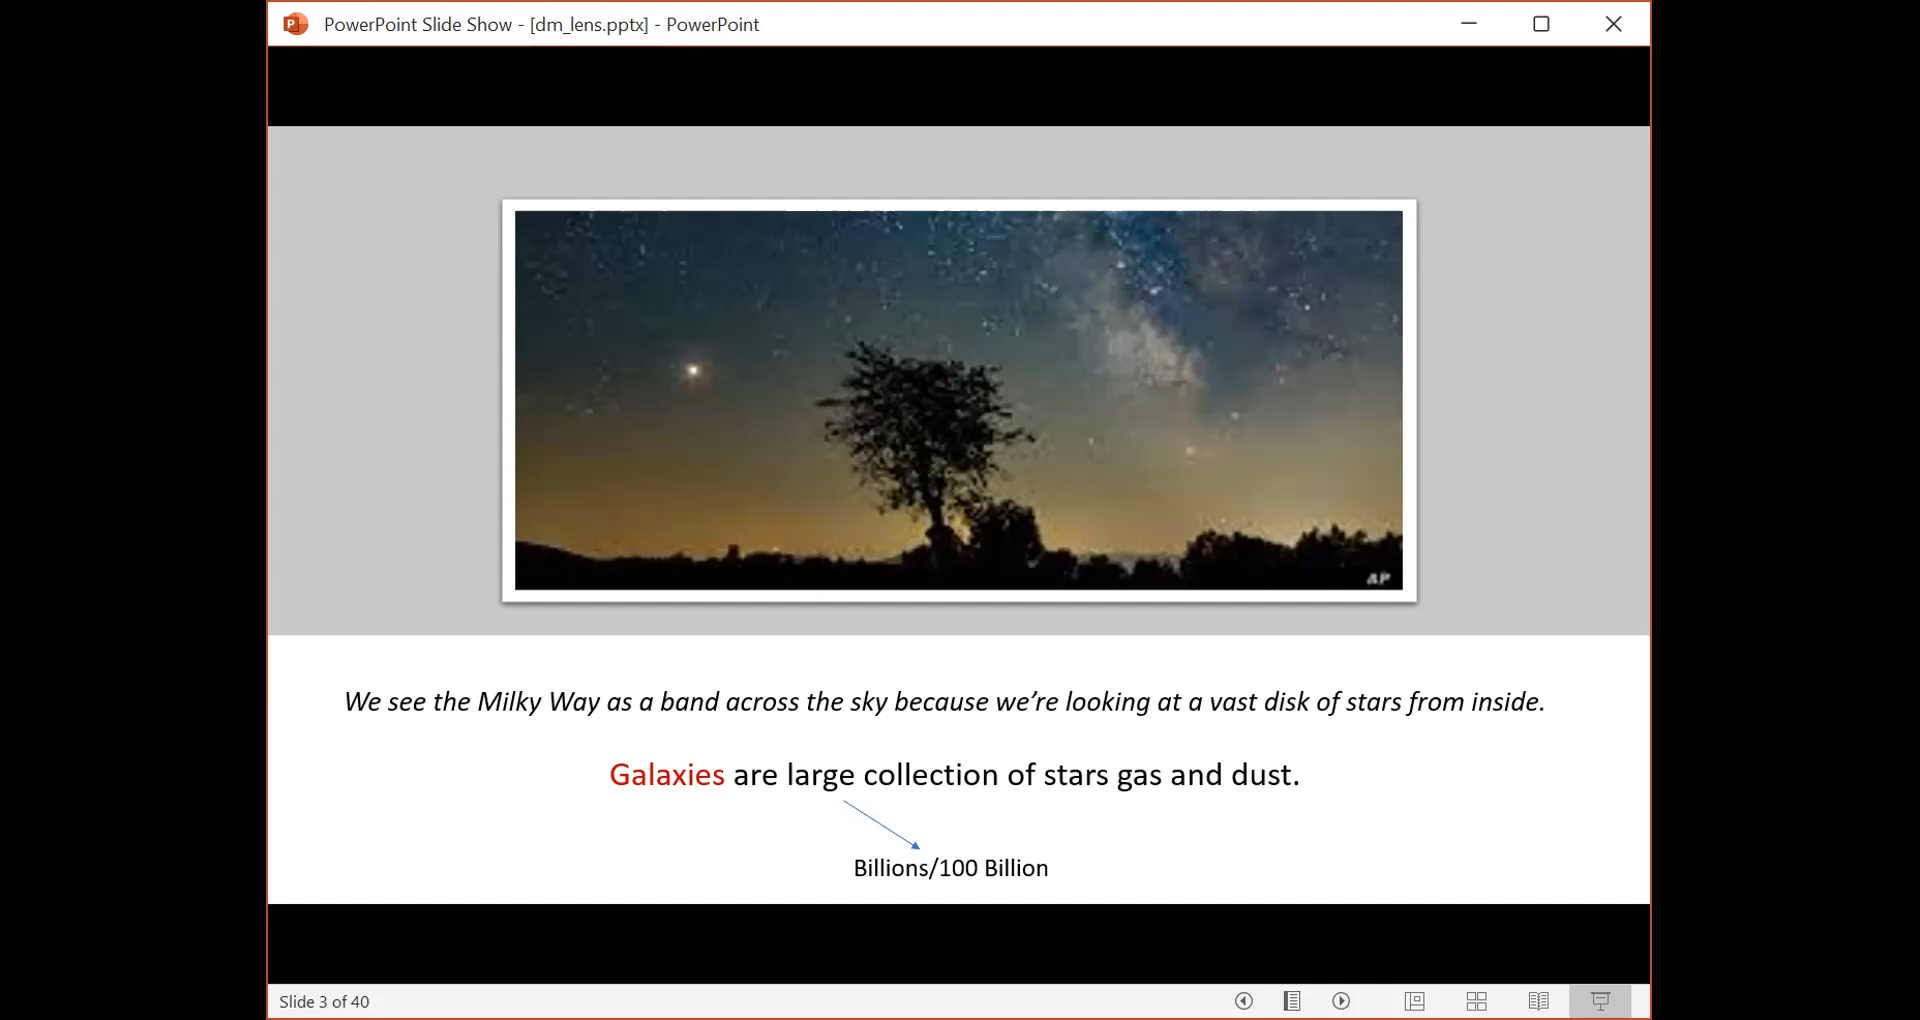 PowerPoint Slide Show - [dm_lens.pptx] - PowerPoint
AP
We see the Milky Way as a band across the sky because we’re looking at a vast disk of stars from inside.
Galaxies are large collection of stars gas and dust.
Billions/100 Billion
Slide 3 of 40